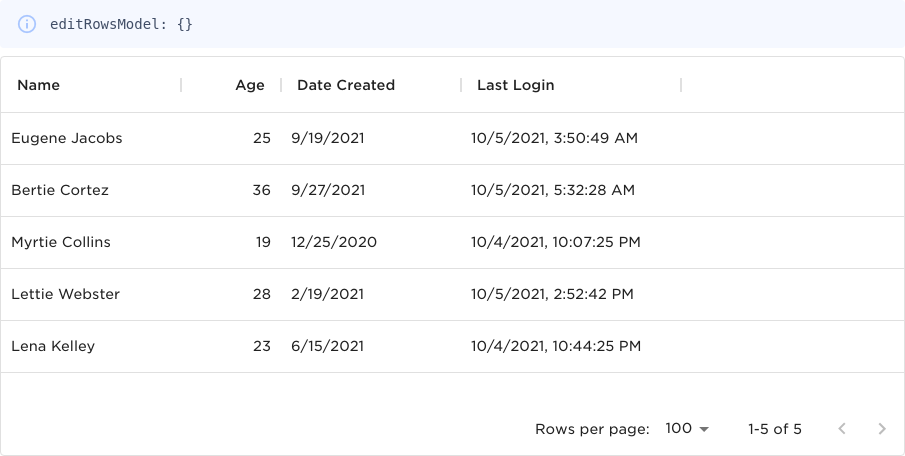 editRowsModel: {}
Name Age Date Created Last Login
Eugene Jacobs 25 9/19/2021 10/5/2021, 3:50:49 AM
Bertie Cortez 36 9/27/2021 10/5/2021, 5:32:28 AM
Myrtie Collins 19 12/25/2020 10/4/2021, 10:07:25 PM
Lettie Webster 28 2/19/2021 10/5/2021, 2:52:42 PM
Lena Kelley 23 6/15/2021 10/4/2021, 10:44:25 PM
Rows per page: 100 1-5 of 5